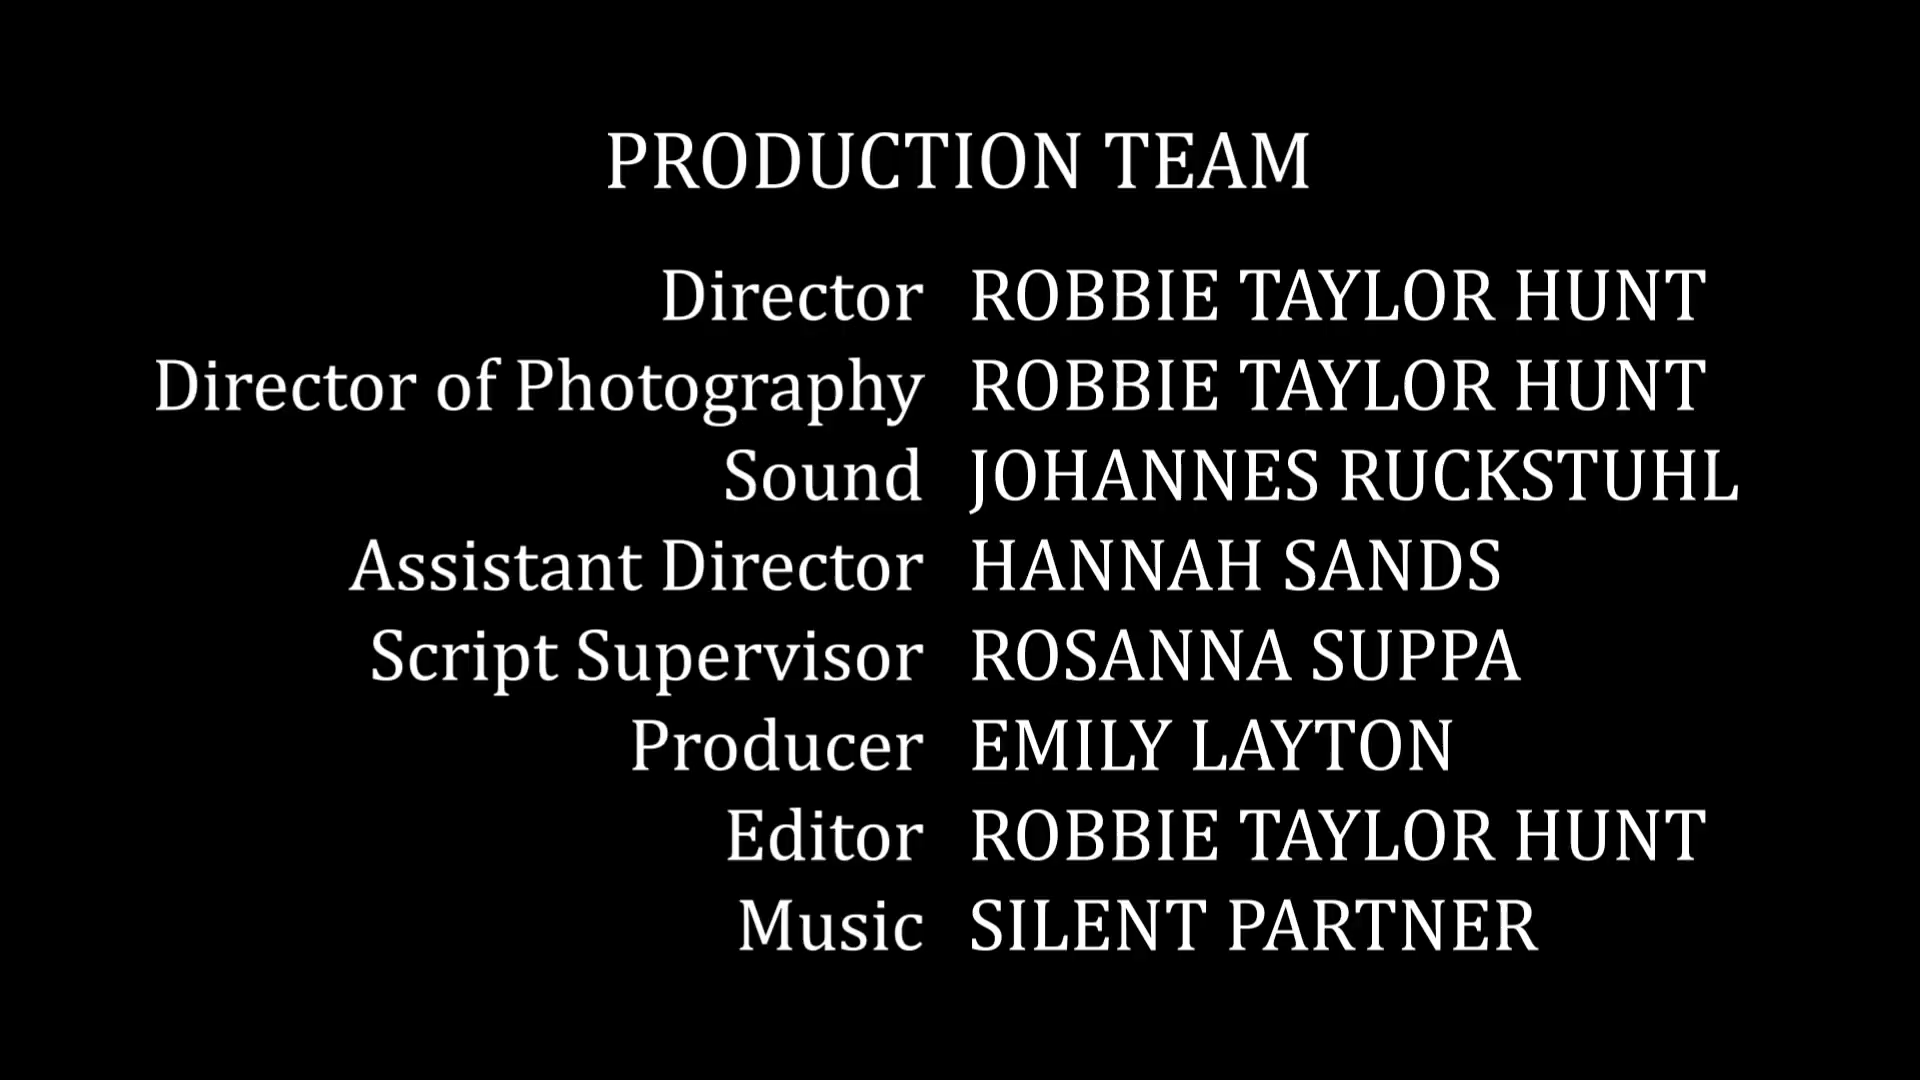 PRODUCTION TEAM
Director ROBBIE TAYLOR HUNT
Director of Photography ROBBIE TAYLOR HUNT
Sound JOHANNES RUCKSTUHL
Assistant Director HANNAH SANDS
Script Supervisor ROSANNA SUPPA
Producer EMILY LAYTON
Editor ROBBIE TAYLOR HUNT
Music SILENT PARTNER